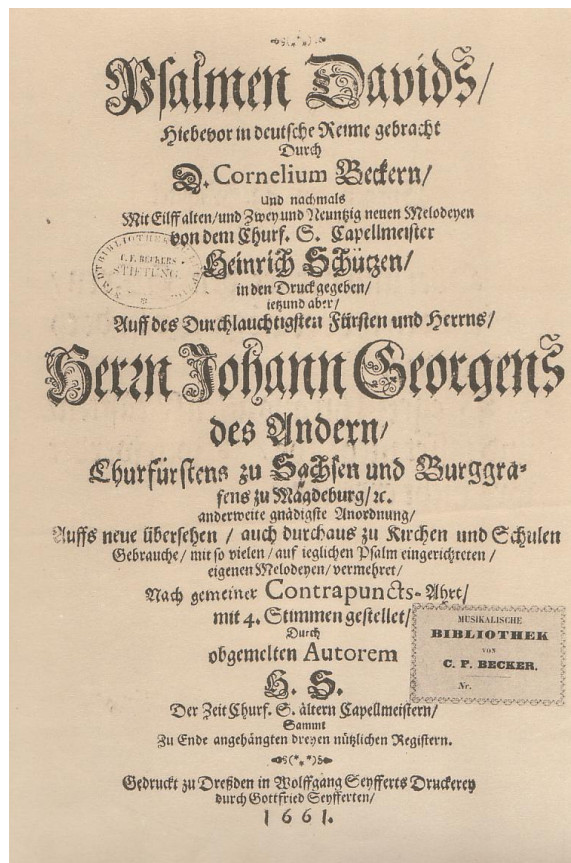 Psalmen Davids/
Hiebevor in deutsche Reime gebracht
Durch
D. Cornelium Beckern/
und nachmals
Mit Eilff alten/und Zwey und Neuntzig neuen Melodeyen
von dem Churf. S. Capellmeister
Heinrich Schützen/
in den Druck gegeben/
ietzund aber/
Auff des Durchlauchtigsten Fürsten und Herrns/
Herrn Johann Georgens
des Andern/
Churfürstens zu Sachsen und Burggra-
fens zu Magdeburg/ꝛc.
anderweite gnädigste Anordnung/
Auffs neue übersehen / auch durchaus zu Kirchen und Schulen
Gebrauche/ mit so vielen/ auf ieglichen Psalm eingerichteten/
eigenen Melodeyen/ vermehret/
Nach gemeiner Contrapuncts-Ahrt/
mit 4. Stimmen gestellet/
Durch
obgemelten Autorem
H. S.
Der Zeit Churf. S. ältern Capellmeistern/
Sammt
Zu Ende angehängten dreyen nützlichen Registern.
Gedruckt zu Dreßden in Wolffgang Seyfferts Druckerey
durch Gottfried Seyfferten/
1661.
C. F. BECKERS
STIFTUNG
MUSIKALISCHE
BIBLIOTHEK
VON
C. F. BECKER.
Nr.